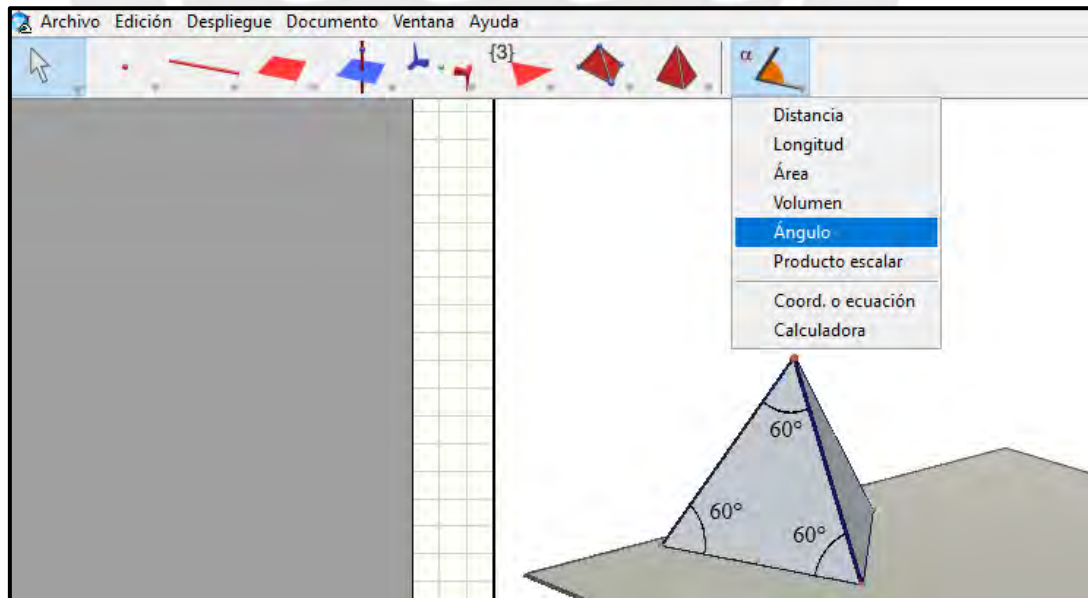 Archivo Edición Despliegue Documento Ventana Ayuda
{3}
α
Distancia
Longitud
Área
Volumen
Ángulo
Producto escalar
Coord. o ecuación
Calculadora
60°
60°
60°